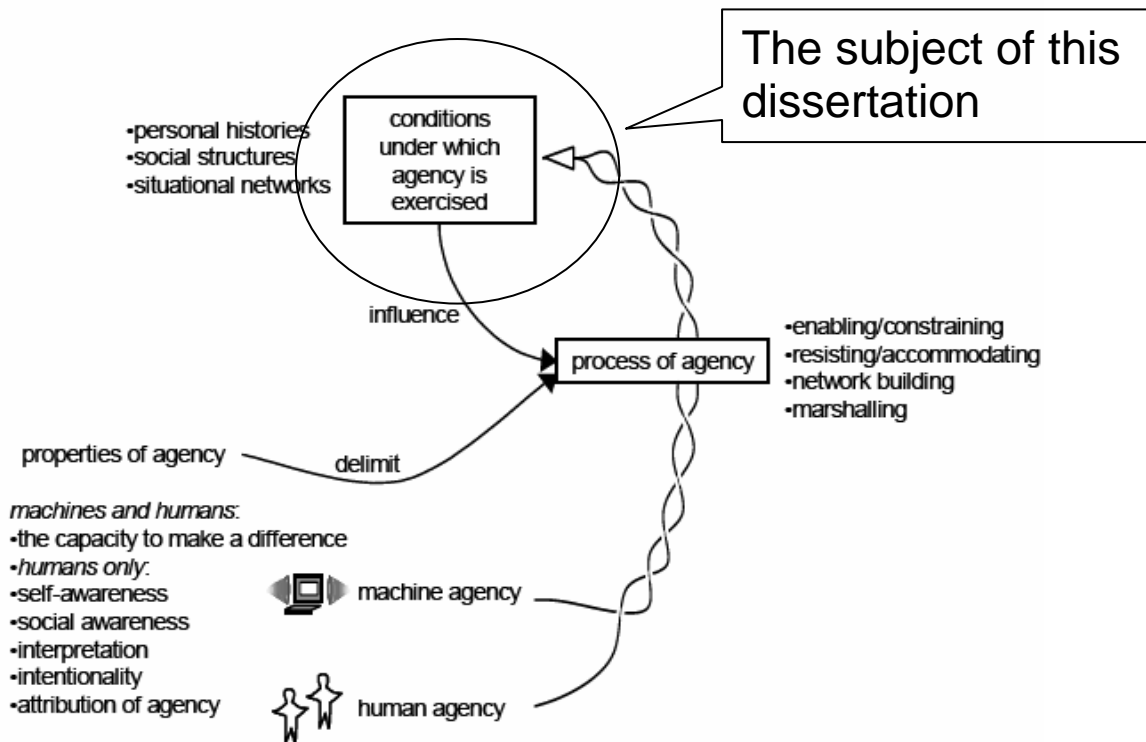 The subject of this
dissertation
•personal histories
•social structures
•situational networks
conditions
under which
agency is
exercised
influence
process of agency
•enabling/constraining
•resisting/accommodating
•network building
•marshalling
properties of agency
delimit
machines and humans:
•the capacity to make a difference
•humans only:
•self-awareness
•social awareness
•interpretation
•intentionality
•attribution of agency
machine agency
human agency